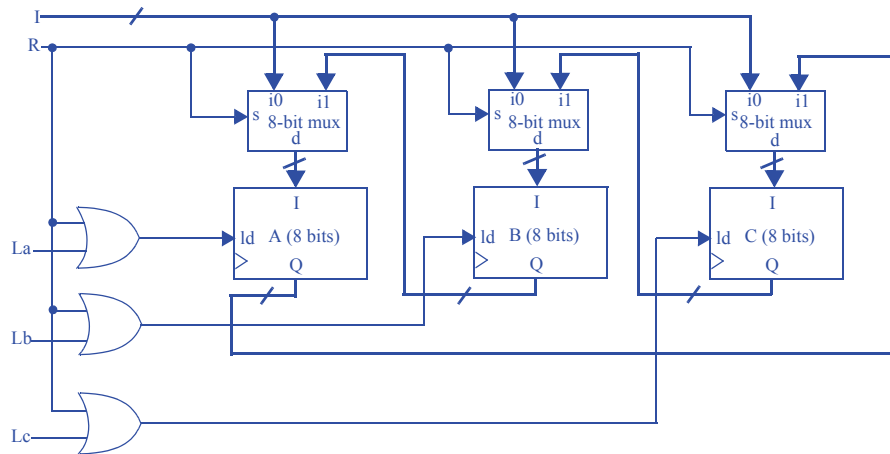 I
R
i0 i1
s 8-bit mux
d
i0 i1
s 8-bit mux
d
i0 i1
s 8-bit mux
d
I
ld A (8 bits)
Q
I
ld B (8 bits)
Q
I
ld C (8 bits)
Q
La
Lb
Lc